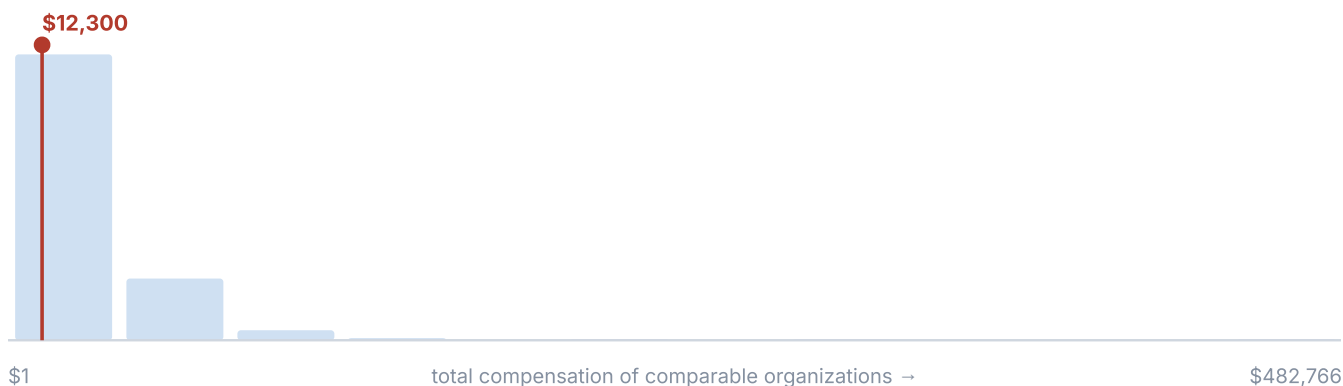 $12,300
$1 total compensation of comparable organizations → $482,766